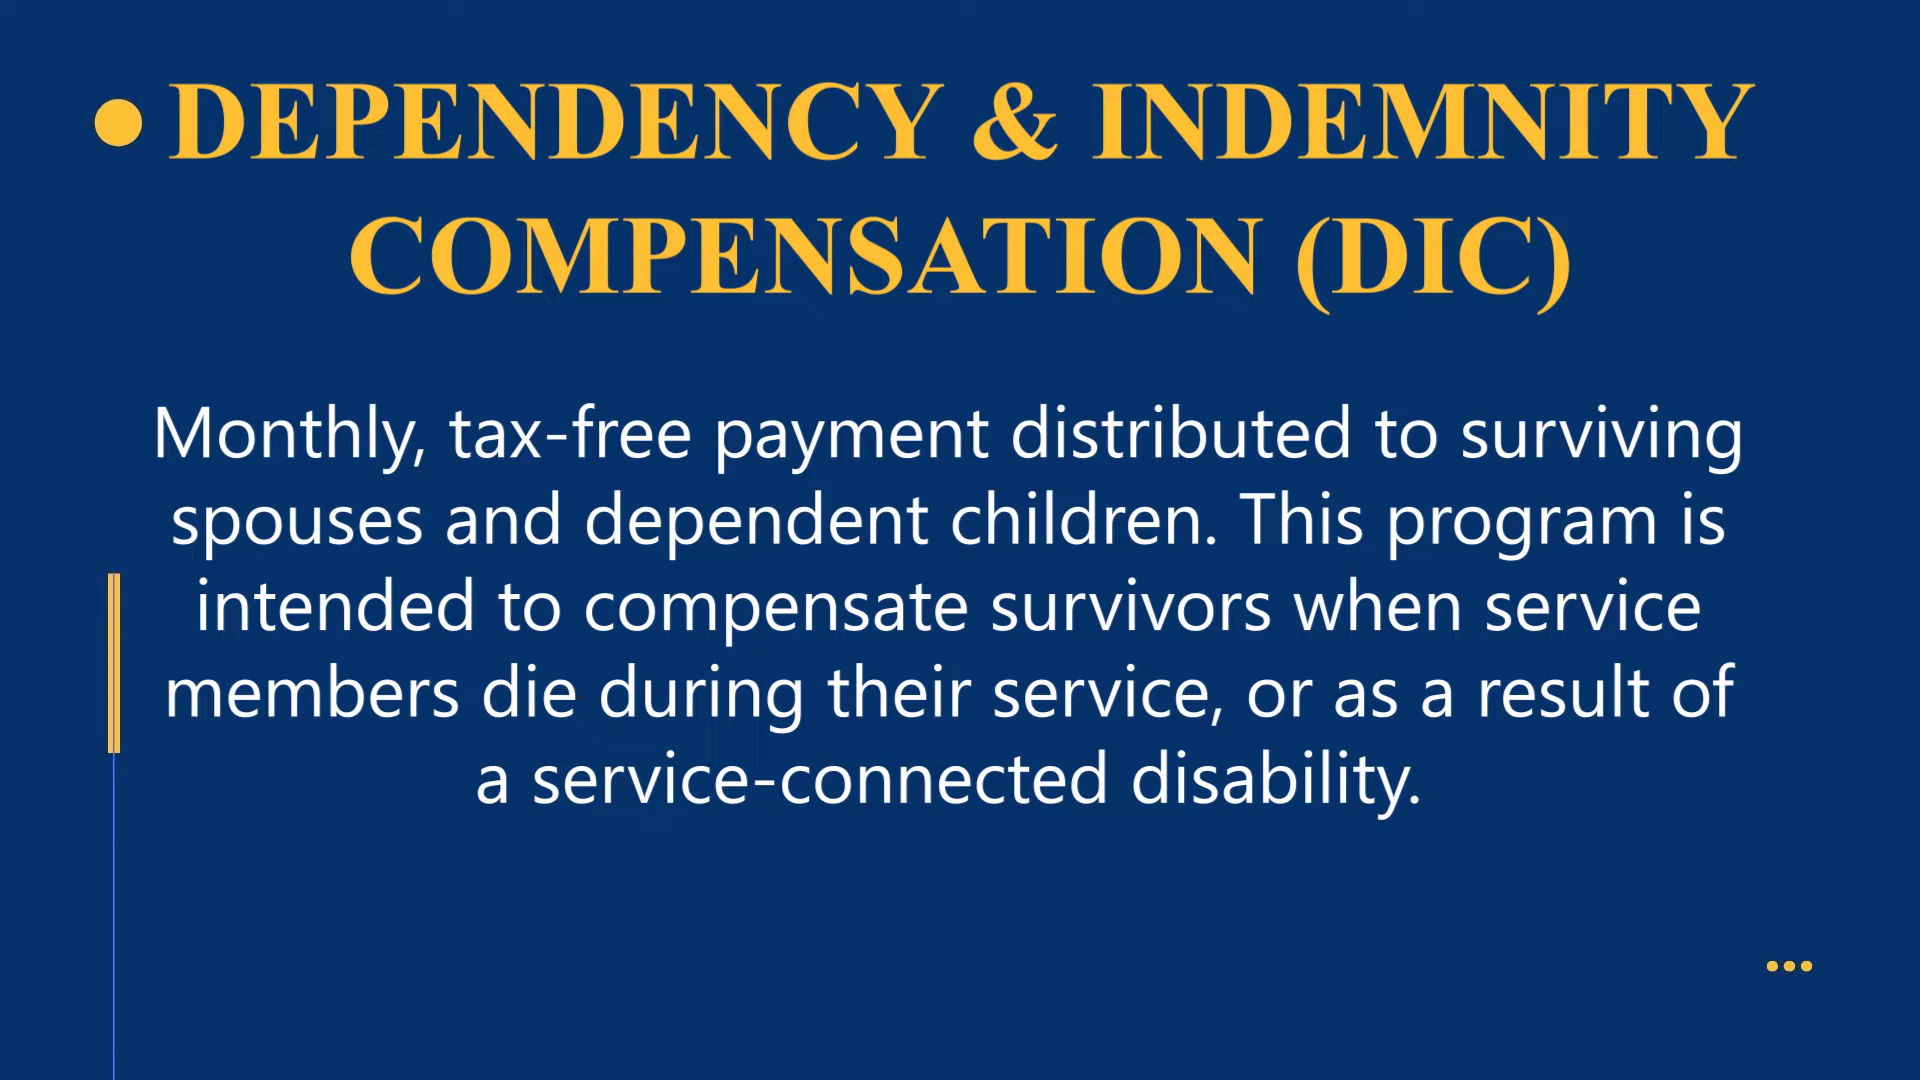 DEPENDENCY & INDEMNITY
COMPENSATION (DIC)
Monthly, tax-free payment distributed to surviving
spouses and dependent children. This program is
intended to compensate survivors when service
members die during their service, or as a result of
a service-connected disability.